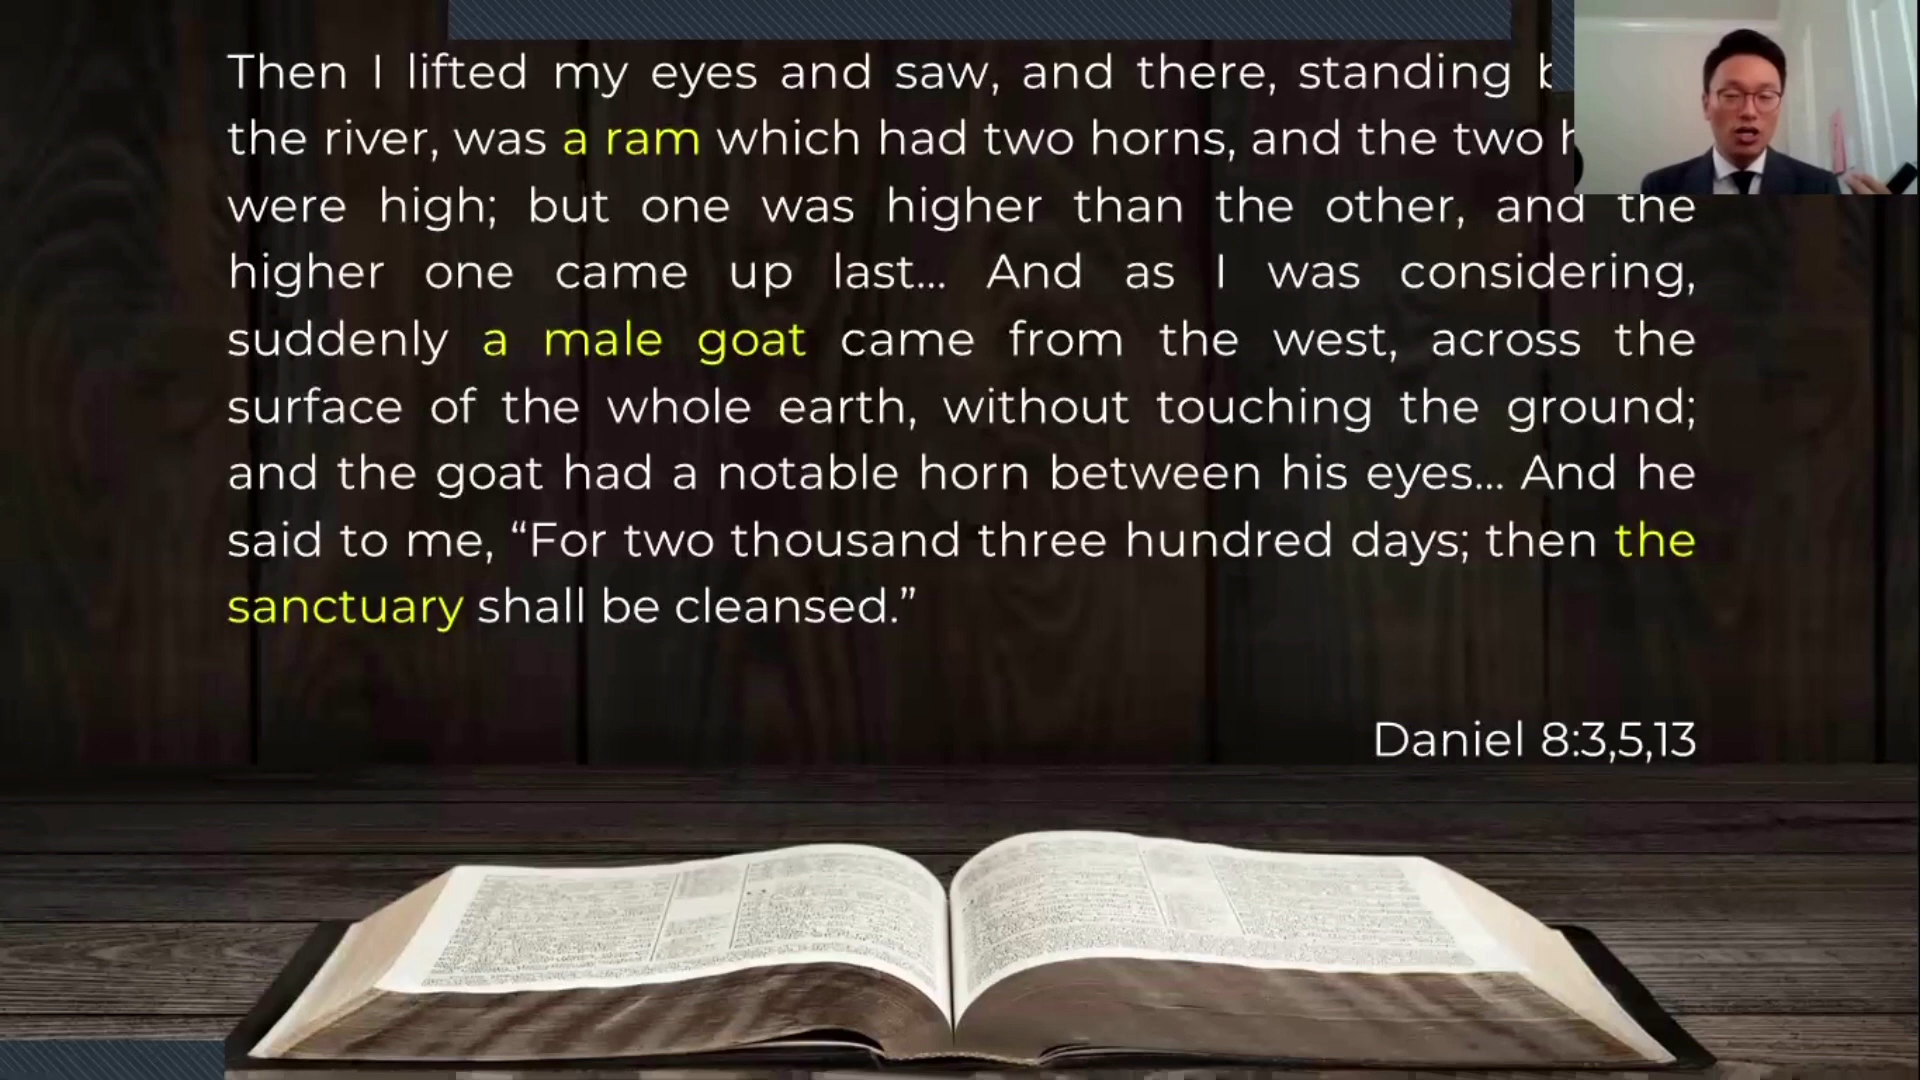 Then I lifted my eyes and saw, and there, standing
the river, was a ram which had two horns, and the two
were high; but one was higher than the other, and the
higher one came up last... And as I was considering,
suddenly a male goat came from the west, across the
surface of the whole earth, without touching the ground;
and the goat had a notable horn between his eyes... And he
said to me, “For two thousand three hundred days; then the
sanctuary shall be cleansed.”
Daniel 8:3,5,13